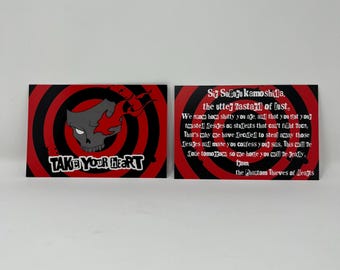 TAKE YOUR HEART
Sir Suguru Kamoshida,
the utter bastard of lust.
We know how shitty you are, and that you put your
twisted desires on students that can't fight back.
That's why we have decided to steal away those
desires and make you confess your sins. This will be
done tomorrow, so we hope you will be ready.
From
the Phantom Thieves of Hearts